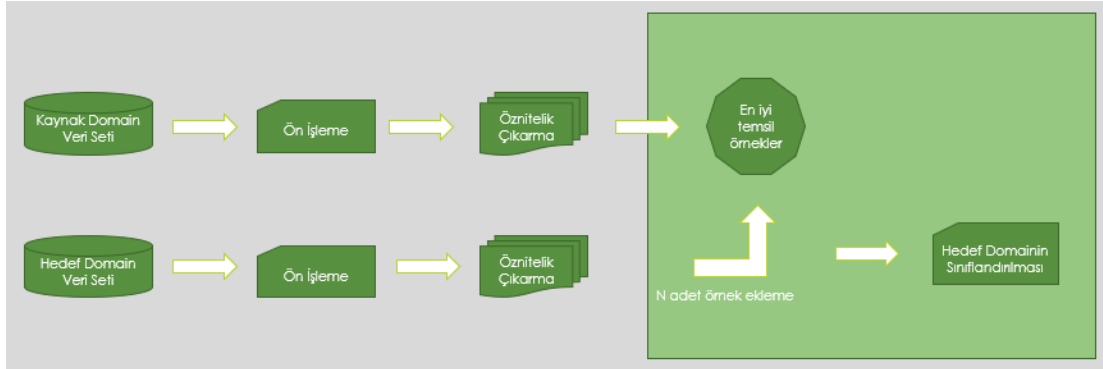 Kaynak Domain
Veri Seti
Ön İşleme
Öznitelik
Çıkarma
En iyi
temsil
örnekler
Hedef Domain
Veri Seti
Ön İşleme
Öznitelik
Çıkarma
N adet örnek ekleme
Hedef Domainin
Sınıflandırılması